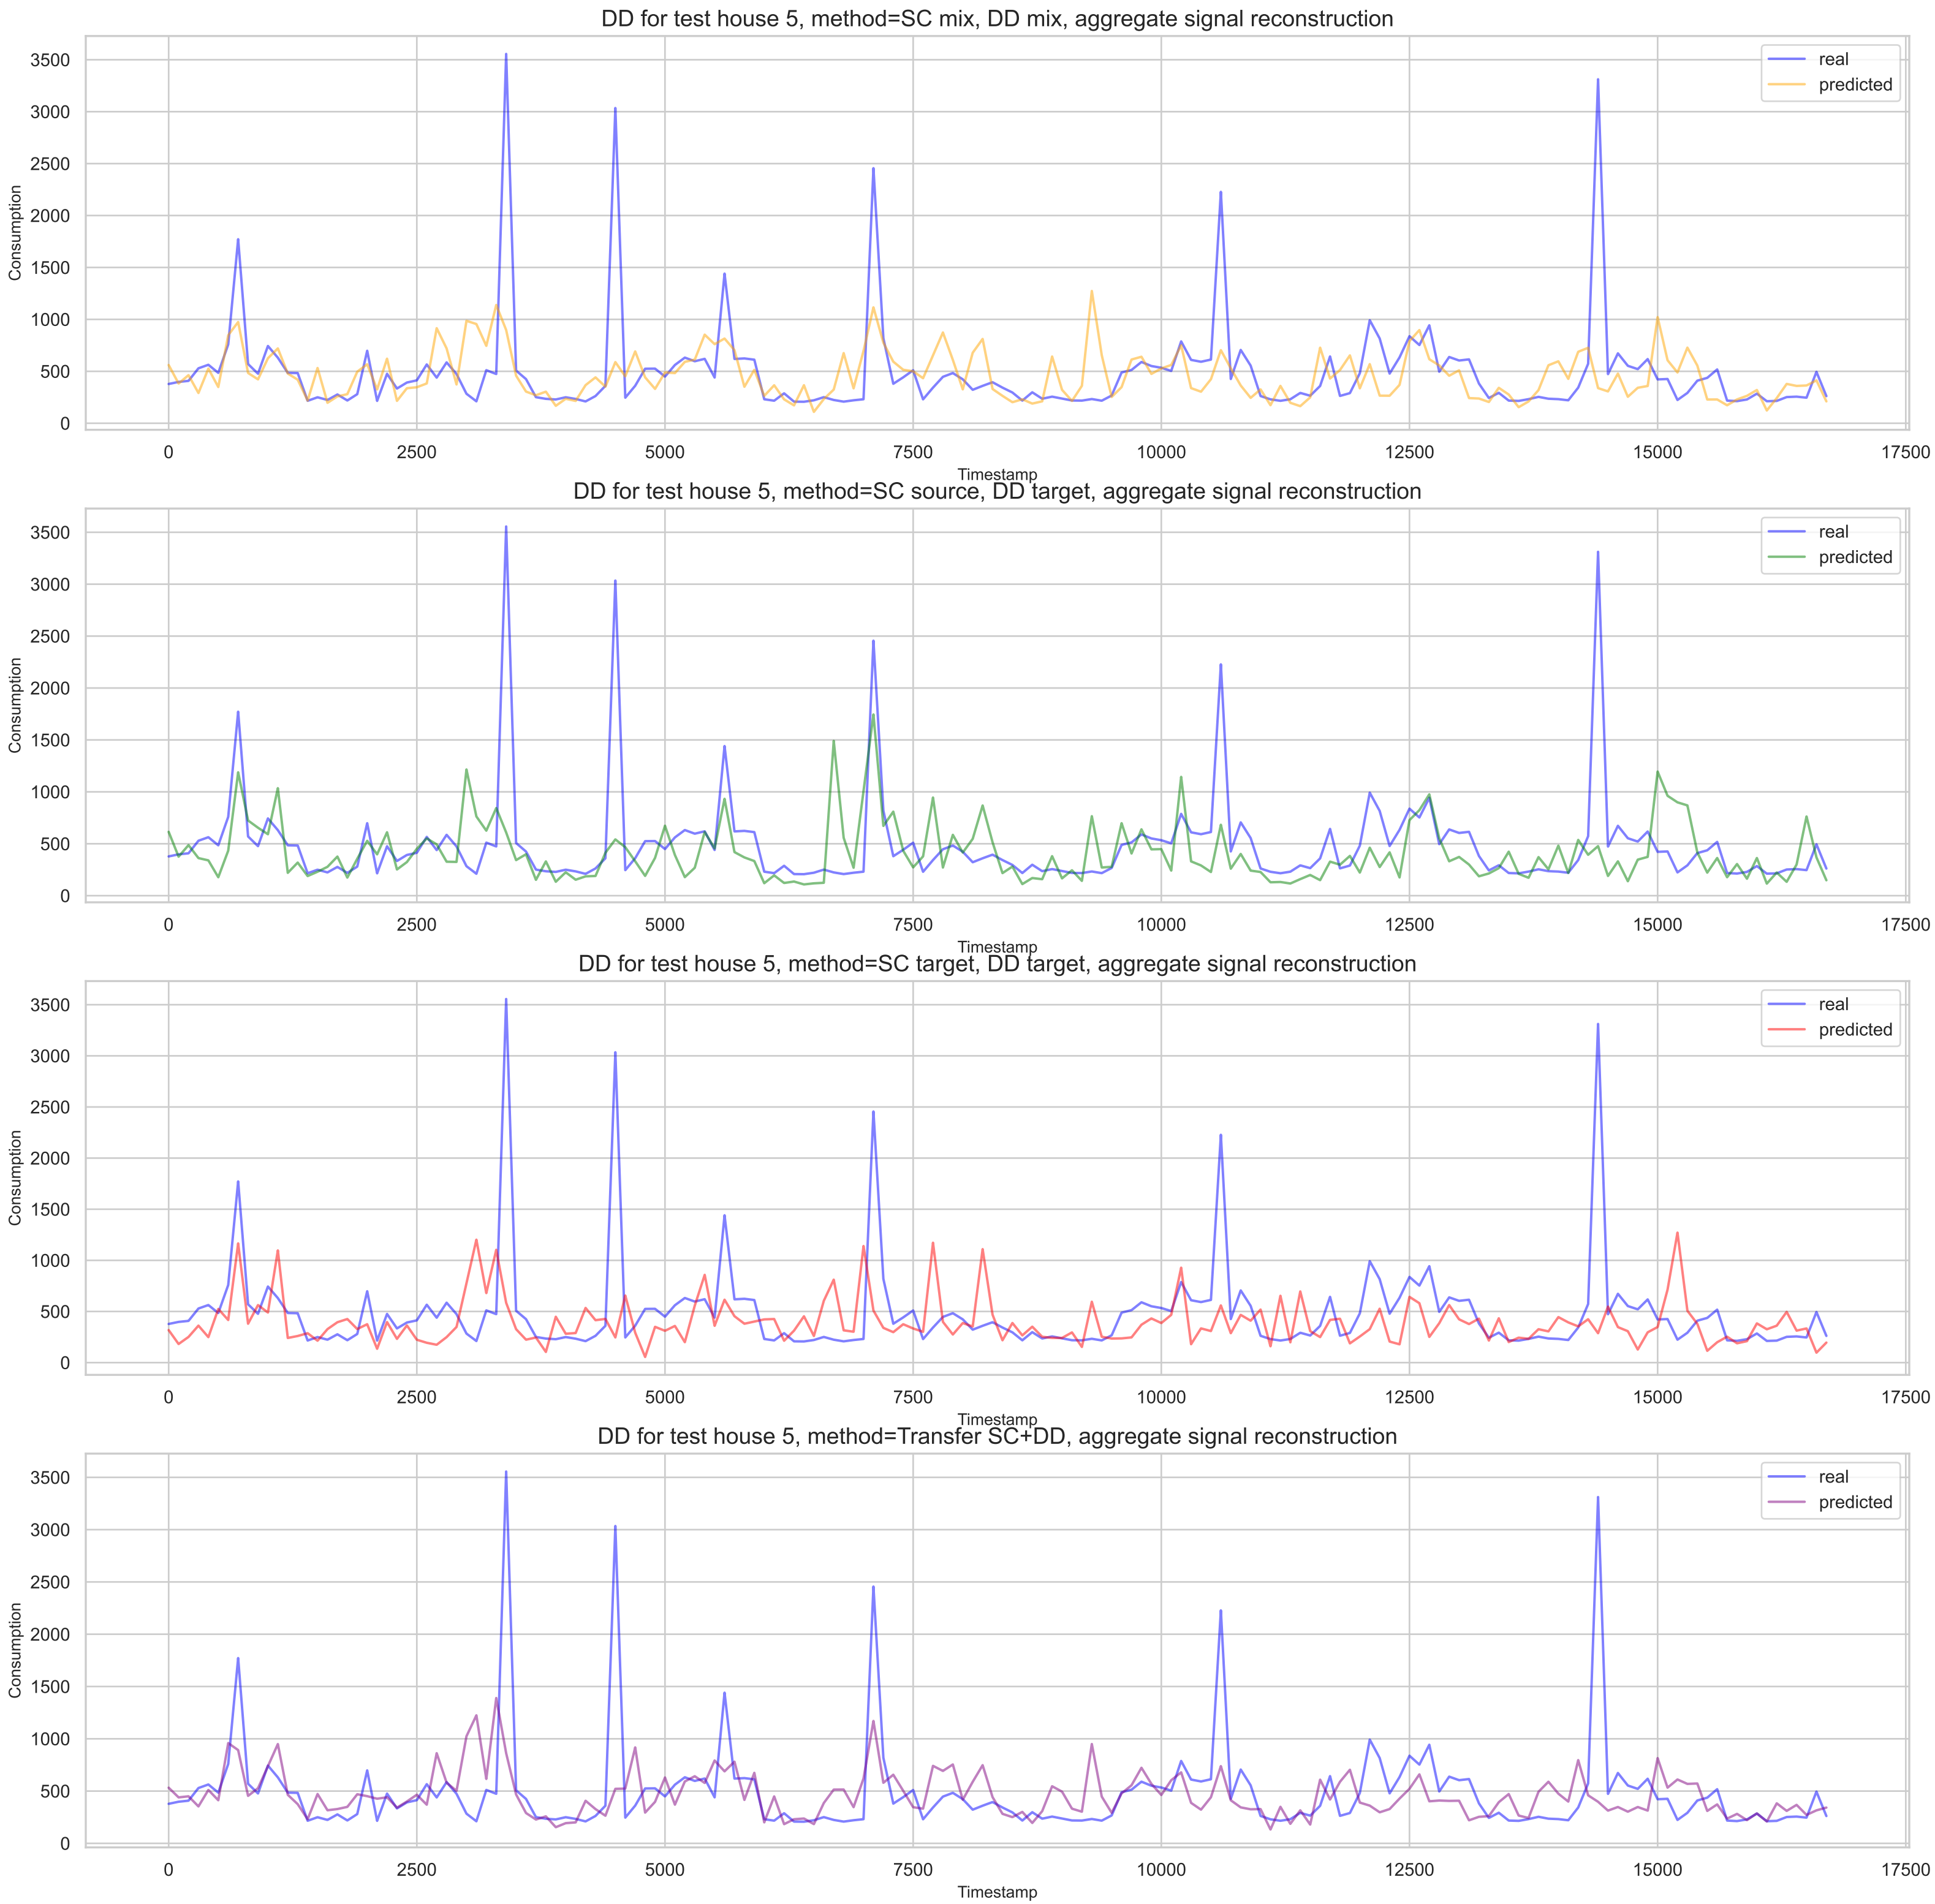 DD for test house 5, method=SC mix, DD mix, aggregate signal reconstruction
3500
3000
2500
2000
1500
1000
500
0
Consumption
real
predicted
0 2500 5000 7500 10000 12500 15000 17500
Timestamp
DD for test house 5, method=SC source, DD target, aggregate signal reconstruction
3500
3000
2500
2000
1500
1000
500
0
Consumption
real
predicted
0 2500 5000 7500 10000 12500 15000 17500
Timestamp
DD for test house 5, method=SC target, DD target, aggregate signal reconstruction
3500
3000
2500
2000
1500
1000
500
0
Consumption
real
predicted
0 2500 5000 7500 10000 12500 15000 17500
Timestamp
DD for test house 5, method=Transfer SC+DD, aggregate signal reconstruction
3500
3000
2500
2000
1500
1000
500
0
Consumption
real
predicted
0 2500 5000 7500 10000 12500 15000 17500
Timestamp